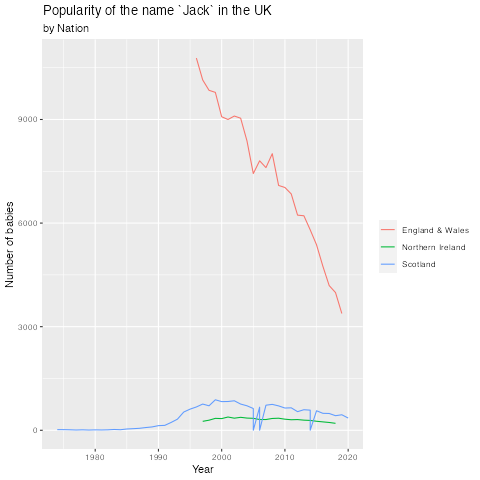 Popularity of the name `Jack` in the UK
by Nation
Number of babies
9000
6000
3000
0
1980
1990
2000
2010
2020
Year
England & Wales
Northern Ireland
Scotland